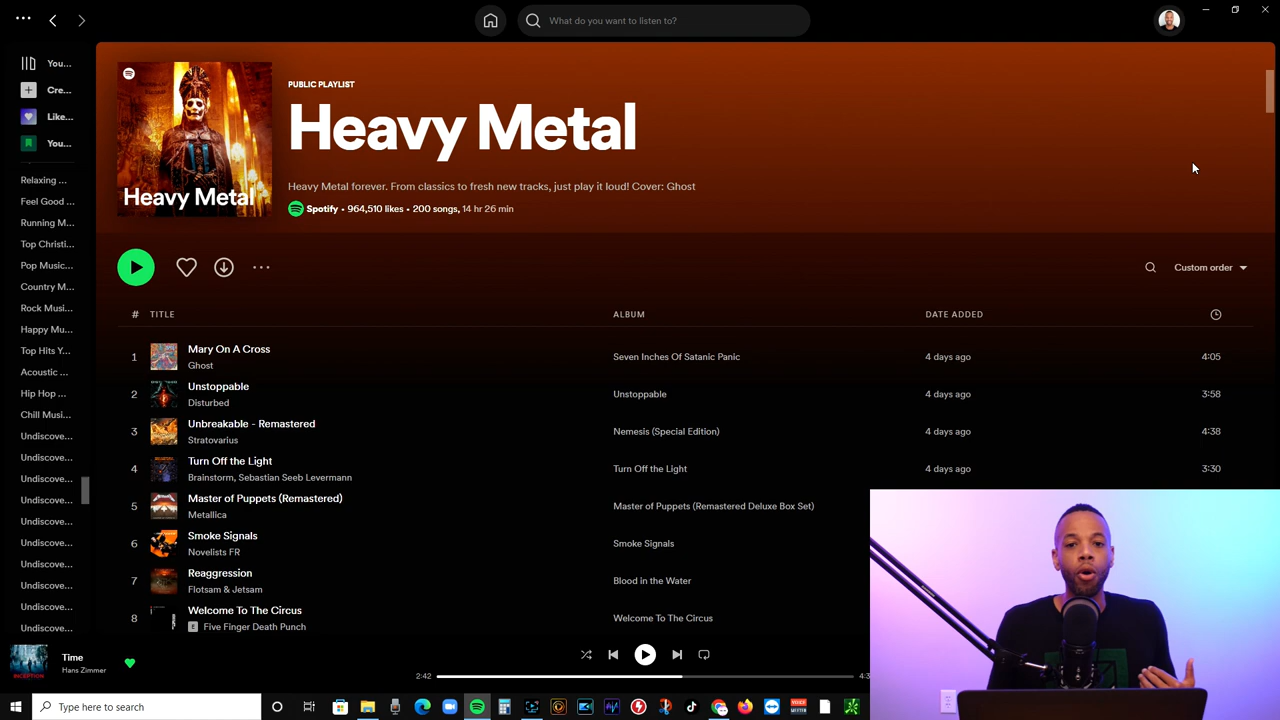 What do you want to listen to?
You...
Cre...
Like...
You...
Relaxing ...
Feel Good ...
Running M...
Top Christi...
Pop Music...
Country M...
Rock Musi...
Happy Mu...
Top Hits Y...
Acoustic ...
Hip Hop ...
Chill Musi...
Undiscove...
Undiscove...
Undiscove...
Undiscove...
Undiscove...
Undiscove...
Undiscove...
Undiscove...
Undiscove...
Undiscove...
Heavy Metal
PUBLIC PLAYLIST
Heavy Metal
Heavy Metal forever. From classics to fresh new tracks, just play it loud! Cover: Ghost
Spotify • 964,510 likes • 200 songs, 14 hr 26 min
Custom order
# TITLE ALBUM DATE ADDED
1 Mary On A Cross Seven Inches Of Satanic Panic 4 days ago 4:05
Ghost
2 Unstoppable Unstoppable 4 days ago 3:58
Disturbed
3 Unbreakable - Remastered Nemesis (Special Edition) 4 days ago 4:38
Stratovarius
4 Turn Off the Light Turn Off the Light 4 days ago 3:30
Brainstorm, Sebastian Seeb Levermann
5 Master of Puppets (Remastered) Master of Puppets (Remastered Deluxe Box Set)
Metallica
6 Smoke Signals Smoke Signals
Novelists FR
7 Reaggression Blood in the Water
Flotsam & Jetsam
8 Welcome To The Circus Welcome To The Circus
E Five Finger Death Punch
INCEPTION
Time
Hans Zimmer
2:42
4:3
Type here to search